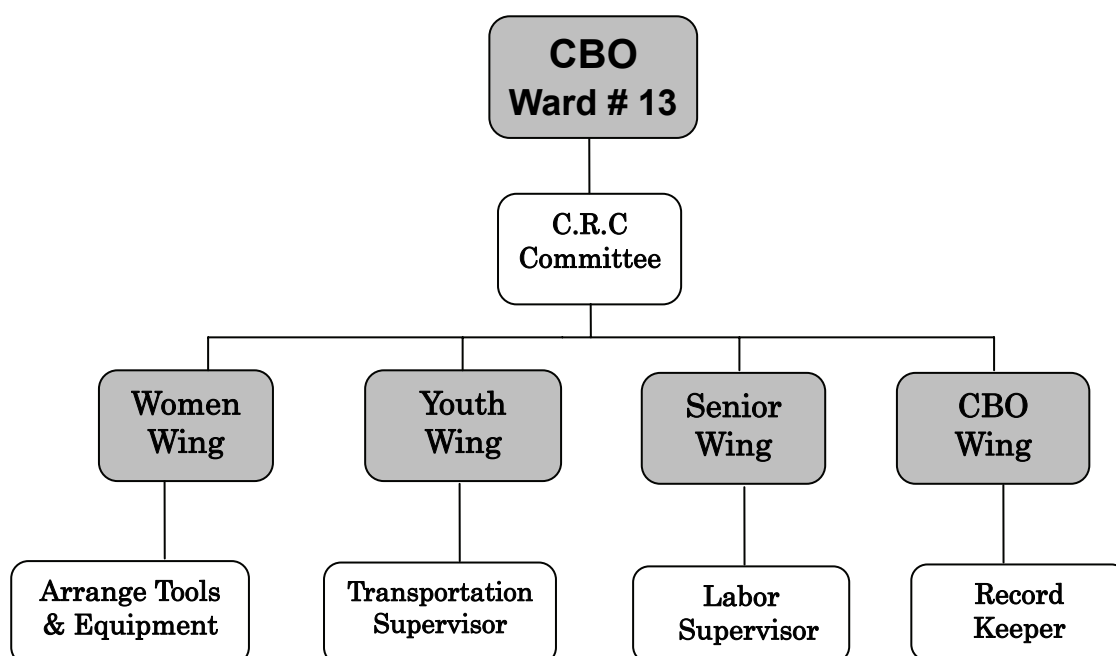 CBO
Ward # 13
C.R.C
Committee
Women
Wing
Youth
Wing
Senior
Wing
CBO
Wing
Arrange Tools
& Equipment
Transportation
Supervisor
Labor
Supervisor
Record
Keeper